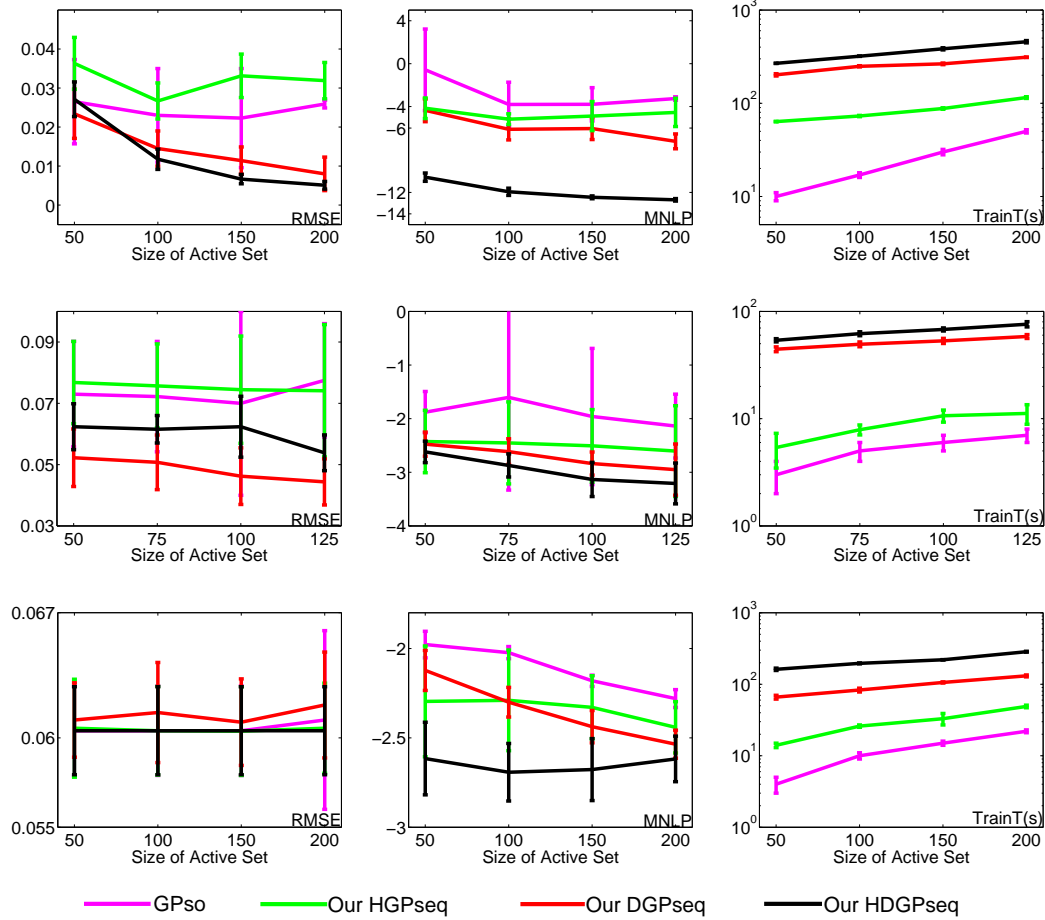 0.04
0.03
0.02
0.01
0
50 100 150 200
RMSE
Size of Active Set
−4
0
−4
−6
−12
−14
50 100 150 200
MNLP
Size of Active Set
10^3
10^2
10^1
50 100 150 200
TrainT(s)
Size of Active Set
0.09
0.07
0.05
0.03
50 75 100 125
RMSE
Size of Active Set
0
−1
−2
−3
−4
50 75 100 125
MNLP
Size of Active Set
10^2
10^1
10^0
50 75 100 125
TrainT(s)
Size of Active Set
0.067
0.06
0.055
50 100 150 200
RMSE
Size of Active Set
−2
−2.5
−3
50 100 150 200
MNLP
Size of Active Set
10^3
10^2
10^1
10^0
50 100 150 200
TrainT(s)
Size of Active Set
GPso Our HGPseq Our DGPseq Our HDGPseq